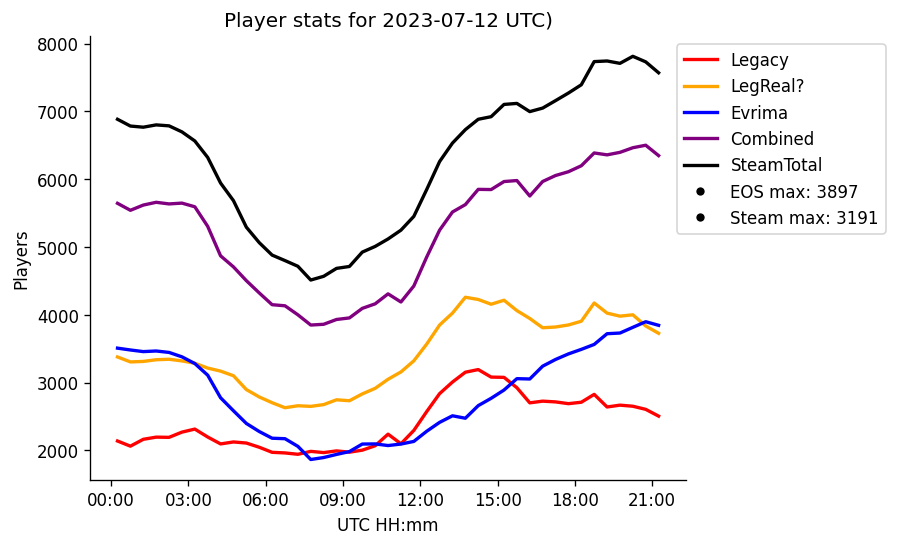 Player stats for 2023-07-12 UTC)
8000
7000
6000
5000
4000
3000
2000
Players
00:00 03:00 06:00 09:00 12:00 15:00 18:00 21:00
UTC HH:mm
Legacy
LegReal?
Evrima
Combined
SteamTotal
EOS max: 3897
Steam max: 3191